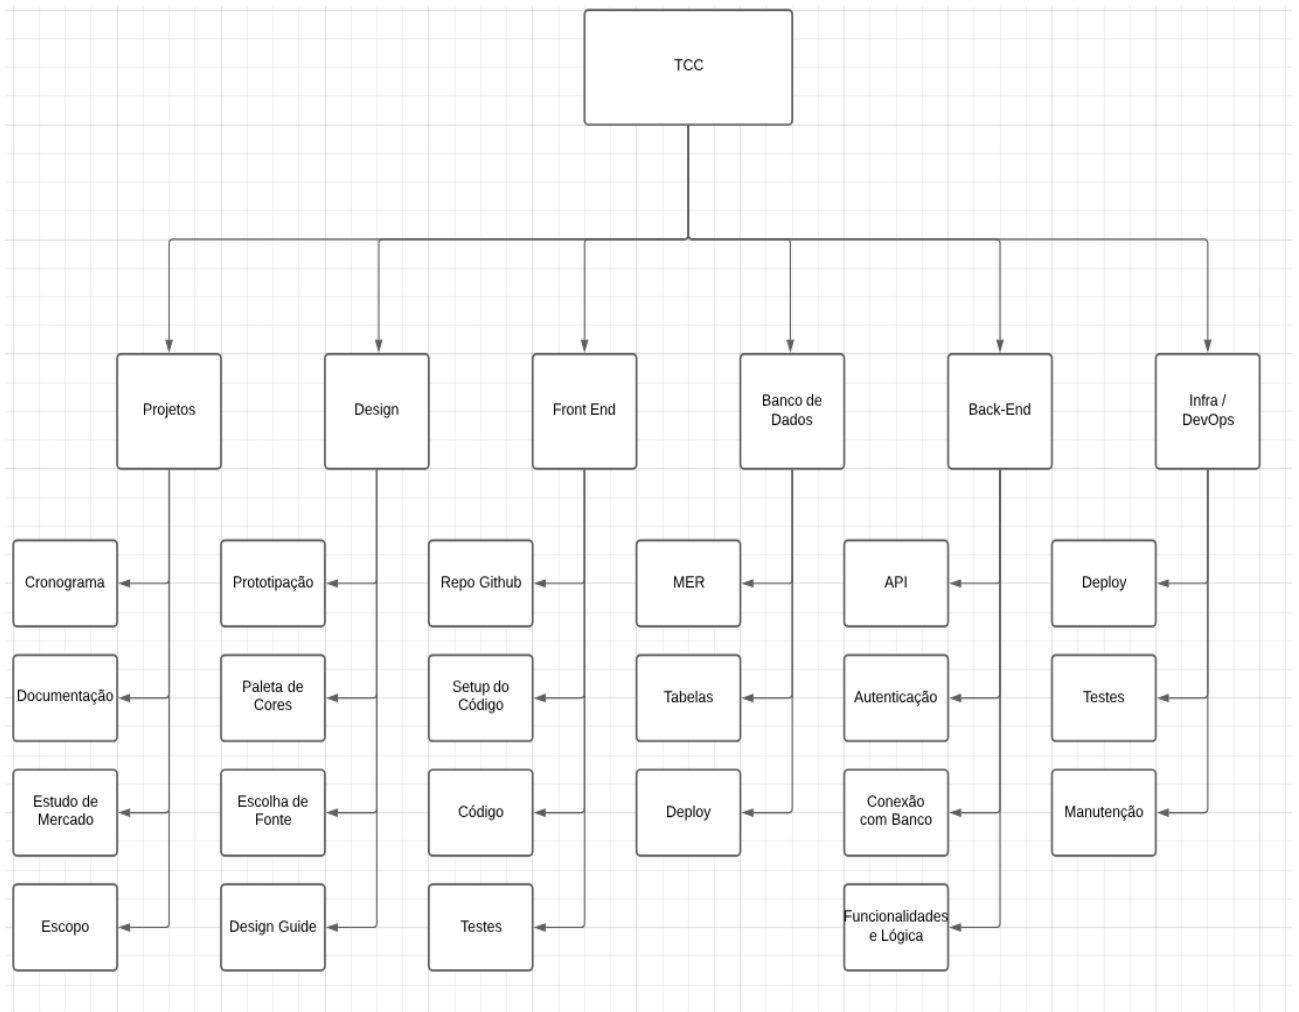 TCC
Projetos
Design
Front End
Banco de
Dados
Back-End
Infra /
DevOps
Cronograma
Prototipação
Repo Github
MER
API
Deploy
Documentação
Paleta de
Cores
Setup do
Código
Tabelas
Autenticação
Testes
Estudo de
Mercado
Escolha de
Fonte
Código
Deploy
Conexão
com Banco
Manutenção
Escopo
Design Guide
Testes
Funcionalidades
e Lógica